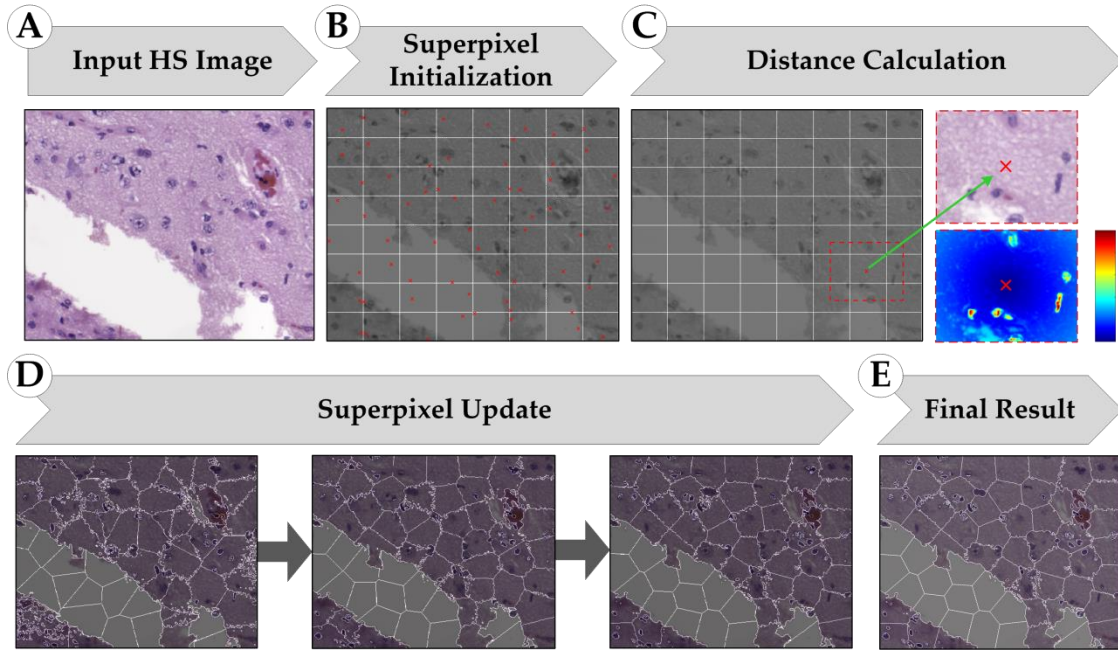 A
Input HS Image
B
Superpixel
Initialization
C
Distance Calculation
D
Superpixel Update
E
Final Result